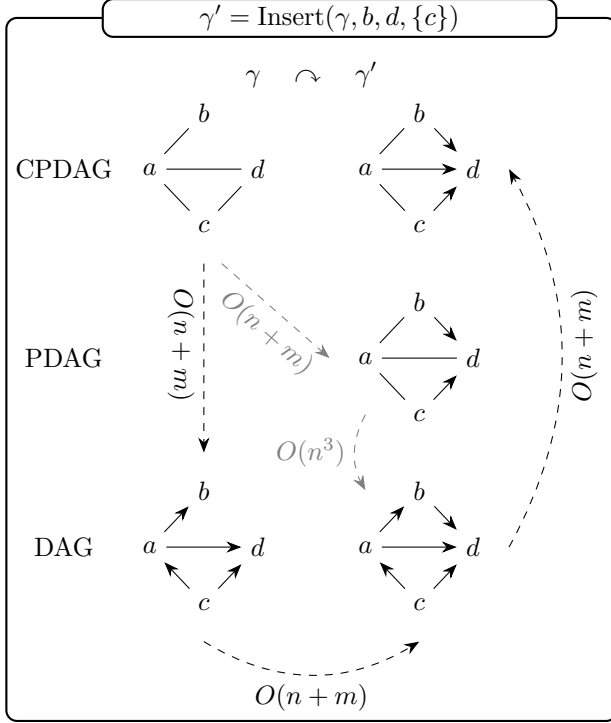 γ′ = Insert(γ, b, d, {c})
γ ↷ γ′
b b
CPDAG a d a d
c c
O(n + m) O(n + m) O(n + m)
b
PDAG a d
c
O(n³)
b b
DAG a d a d
c c
O(n + m)